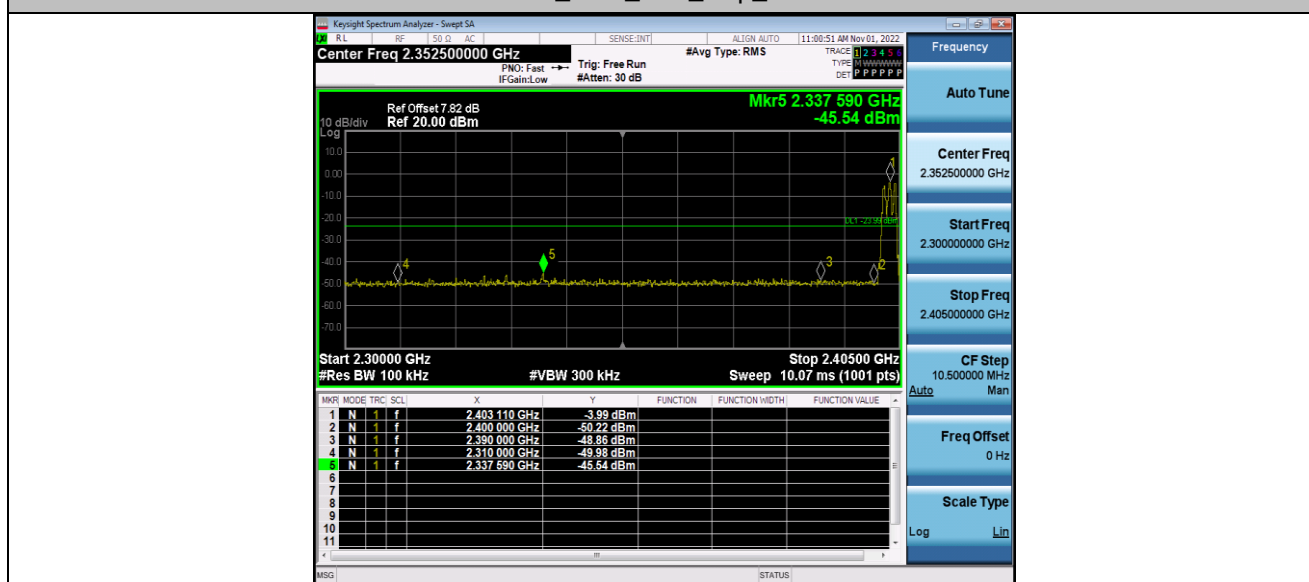 Keysight Spectrum Analyzer - Swept SA
RL RF 50 Ω AC SENSE:INT ALIGN AUTO 11:00:51 AM Nov 01, 2022
Center Freq 2.352500000 GHz
#Avg Type: RMS
TRACE 1 2 3 4 5 6
TYPE M WWWWW
DET P P P P P P
PNO: Fast
IFGain:Low
Trig: Free Run
#Atten: 30 dB
Mkr5 2.337 590 GHz
-45.54 dBm
Ref Offset 7.82 dB
10 dB/div Ref 20.00 dBm
Log
10.0
0.00
-10.0
-20.0
-30.0
-40.0
-50.0
-60.0
-70.0
DL1 -23.99 dBm
1
2
3
4
5
Start 2.30000 GHz Stop 2.40500 GHz
#Res BW 100 kHz #VBW 300 kHz Sweep 10.07 ms (1001 pts)
MKR MODE TRC SCL X Y FUNCTION FUNCTION WIDTH FUNCTION VALUE
1 N 1 f 2.403 110 GHz -3.99 dBm
2 N 1 f 2.400 000 GHz -50.22 dBm
3 N 1 f 2.390 000 GHz -48.86 dBm
4 N 1 f 2.310 000 GHz -49.98 dBm
5 N 1 f 2.337 590 GHz -45.54 dBm
6
7
8
9
10
11
MSG STATUS
Frequency
Auto Tune
Center Freq
2.352500000 GHz
Start Freq
2.300000000 GHz
Stop Freq
2.405000000 GHz
CF Step
10.500000 MHz
Auto Man
Freq Offset
0 Hz
Scale Type
Log Lin